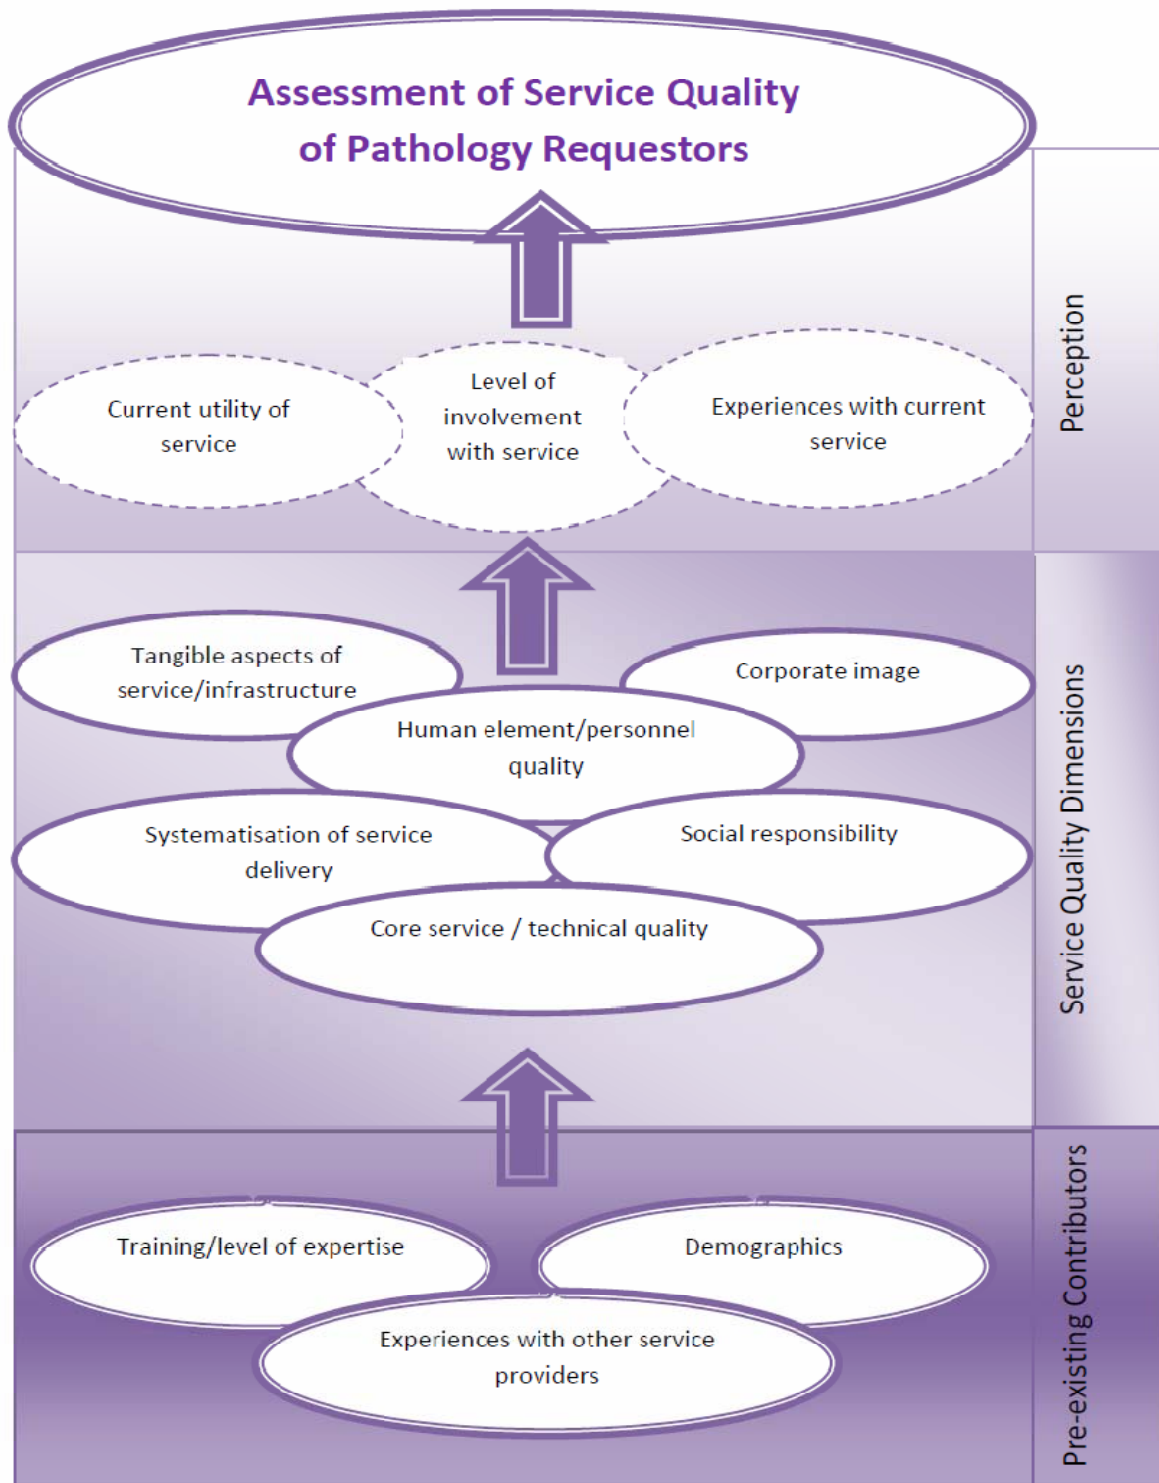 Assessment of Service Quality
of Pathology Requestors
Perception
Current utility of
service
Level of
involvement
with service
Experiences with current
service
Service Quality Dimensions
Tangible aspects of
service/infrastructure
Corporate image
Human element/personnel
quality
Systematisation of service
delivery
Social responsibility
Core service / technical quality
Pre-existing Contributors
Training/level of expertise
Demographics
Experiences with other service
providers